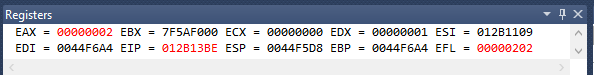 Registers
EAX = 00000002 EBX = 7F5AF000 ECX = 00000000 EDX = 00000001 ESI = 012B1109
EDI = 0044F6A4 EIP = 012B13BE ESP = 0044F5D8 EBP = 0044F6A4 EFL = 00000202